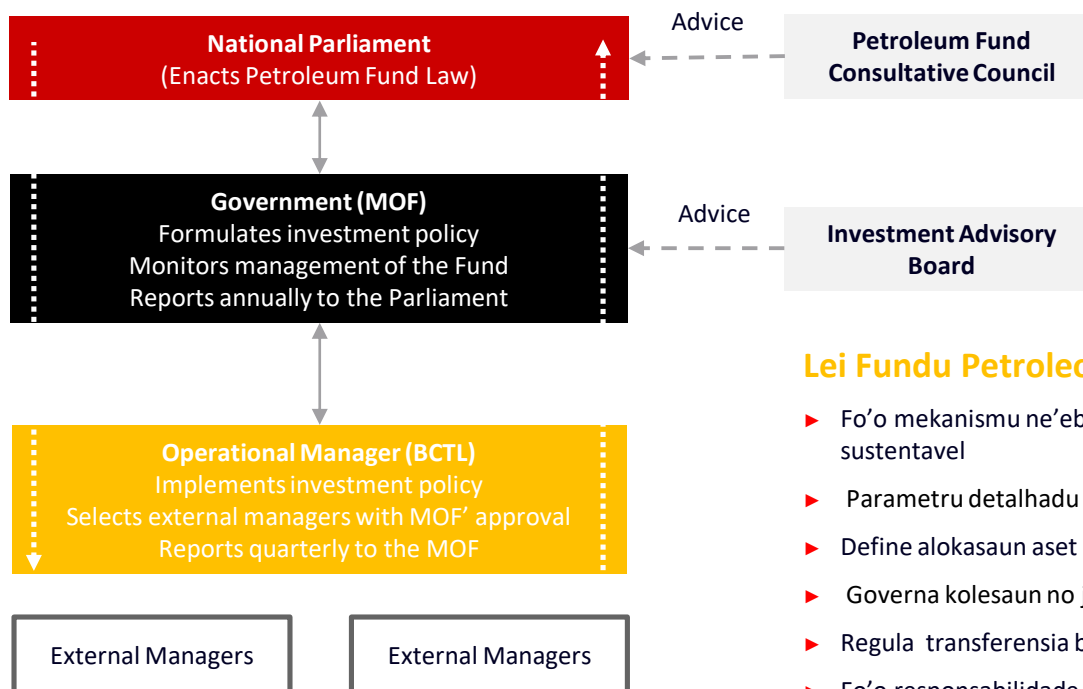 Advice
National Parliament
(Enacts Petroleum Fund Law)
Petroleum Fund
Consultative Council
Government (MOF)
Formulates investment policy
Monitors management of the Fund
Reports annually to the Parliament
Advice
Investment Advisory
Board
Lei Fundu Petroleo
► Fo’o mekanismu ne’eb
sustentavel
► Parametru detalhadu
► Define alokasaun aset
► Governa kolesaun no j
► Regula transferensia b
► Fo’o responsabilidade
Operational Manager (BCTL)
Implements investment policy
Selects external managers with MOF’ approval
Reports quarterly to the MOF
External Managers
External Managers